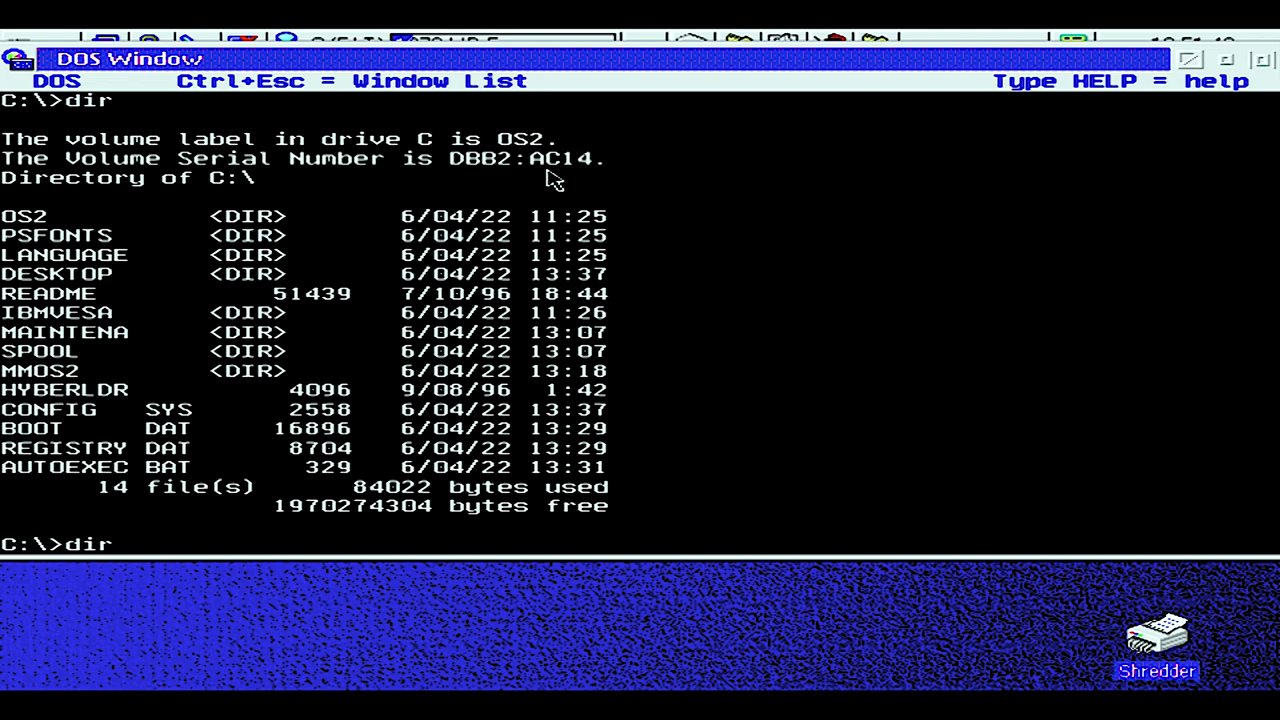 DOS Window
DOS Ctrl+Esc = Window List Type HELP = help
C:\>dir
The volume label in drive C is OS2.
The Volume Serial Number is DBB2:AC14.
Directory of C:\
OS2 <DIR> 6/04/22 11:25
PSFONTS <DIR> 6/04/22 11:25
LANGUAGE <DIR> 6/04/22 11:25
DESKTOP <DIR> 6/04/22 13:37
README 51439 7/10/96 18:44
IBMVESA <DIR> 6/04/22 11:26
MAINTENA <DIR> 6/04/22 13:07
SPOOL <DIR> 6/04/22 13:07
MMOS2 <DIR> 6/04/22 13:18
HYBERLDR 4096 9/08/96 1:42
CONFIG SYS 2558 6/04/22 13:37
BOOT DAT 16896 6/04/22 13:29
REGISTRY DAT 8704 6/04/22 13:29
AUTOEXEC BAT 329 6/04/22 13:31
14 file(s) 84022 bytes used
1970274304 bytes free
C:\>dir
Shredder